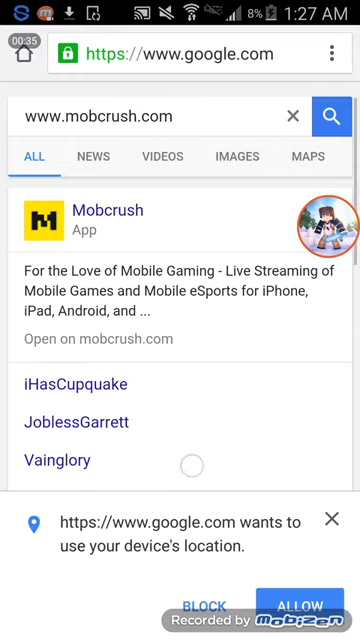 8% 1:27 AM
00:35
https://www.google.com
www.mobcrush.com
ALL NEWS VIDEOS IMAGES MAPS
M Mobcrush
App
For the Love of Mobile Gaming - Live Streaming of
Mobile Games and Mobile eSports for iPhone,
iPad, Android, and ...
Open on mobcrush.com
iHasCupquake
JoblessGarrett
Vainglory
https://www.google.com wants to
use your device's location.
BLOCK ALLOW
Recorded by mobizen